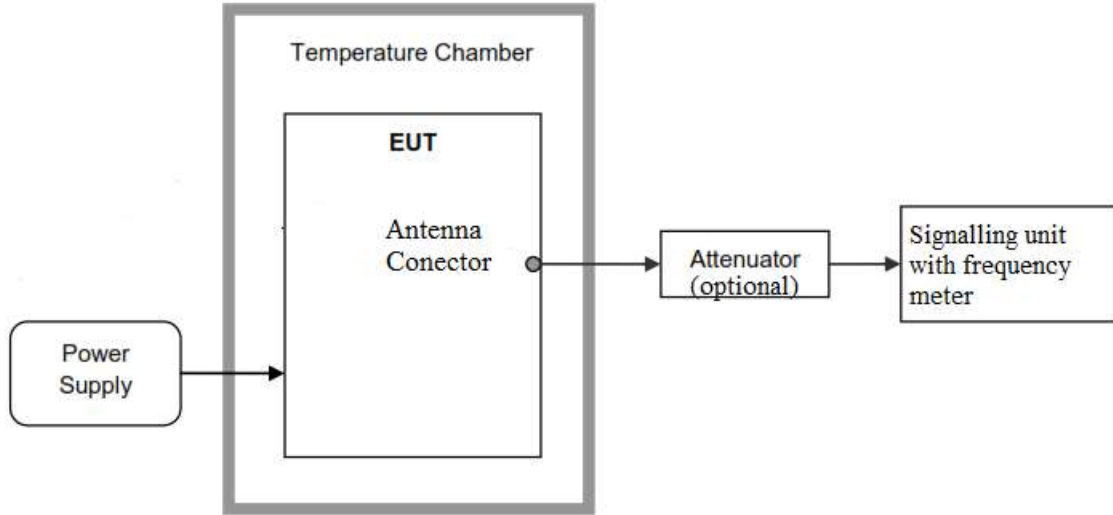 Temperature Chamber
EUT
Antenna
Conector
Attenuator
(optional)
Signalling unit
with frequency
meter
Power
Supply